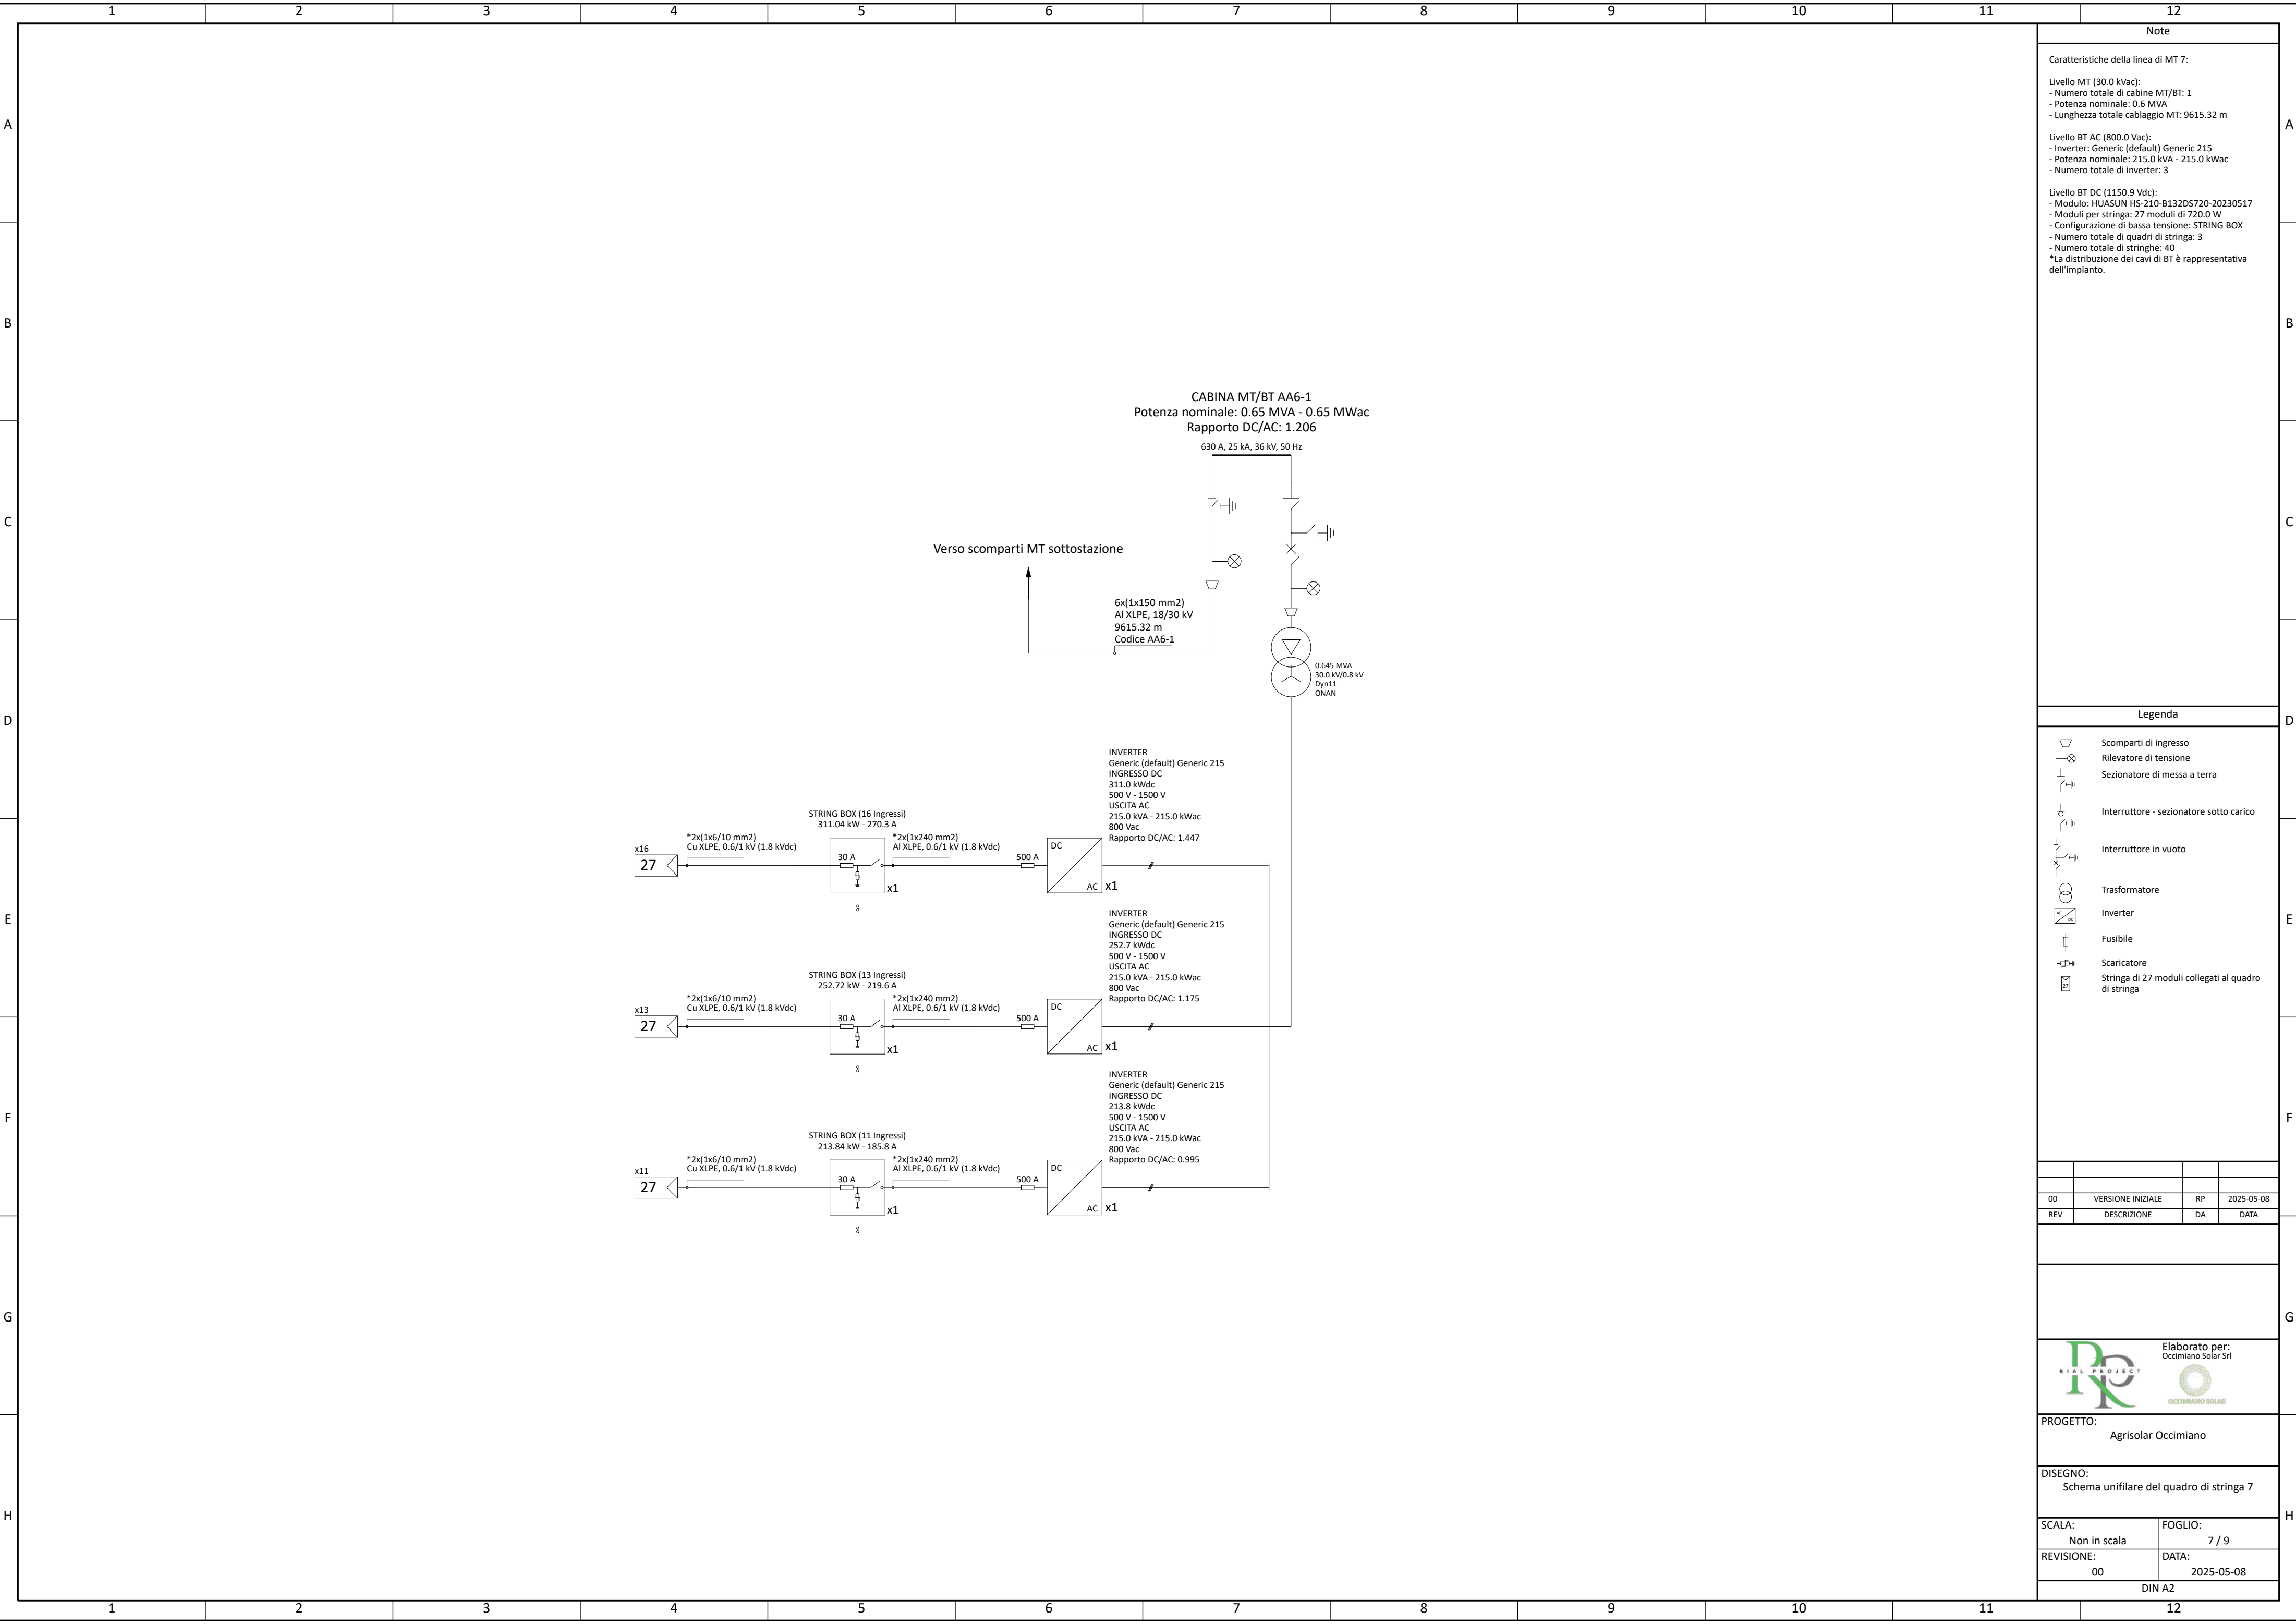 1 2 3 4 5 6 7 8 9 10 11 12
A
B
C
D
E
F
G
H
CABINA MT/BT AA6-1
Potenza nominale: 0.65 MVA - 0.65 MWac
Rapporto DC/AC: 1.206
630 A, 25 kA, 36 kV, 50 Hz
Verso scomparti MT sottostazione
6x(1x150 mm2)
Al XLPE, 18/30 kV
9615.32 m
Codice AA6-1
0.645 MVA
30.0 kV/0.8 kV
Dyn11
ONAN
INVERTER
Generic (default) Generic 215
INGRESSO DC
311.0 kWdc
500 V - 1500 V
USCITA AC
215.0 kVA - 215.0 kWac
800 Vac
Rapporto DC/AC: 1.447
STRING BOX (16 Ingressi)
311.04 kW - 270.3 A
*2x(1x6/10 mm2)
Cu XLPE, 0.6/1 kV (1.8 kVdc)
*2x(1x240 mm2)
Al XLPE, 0.6/1 kV (1.8 kVdc)
x16
27
30 A
x1
500 A
DC
AC
x1
INVERTER
Generic (default) Generic 215
INGRESSO DC
252.7 kWdc
500 V - 1500 V
USCITA AC
215.0 kVA - 215.0 kWac
800 Vac
Rapporto DC/AC: 1.175
STRING BOX (13 Ingressi)
252.72 kW - 219.6 A
*2x(1x6/10 mm2)
Cu XLPE, 0.6/1 kV (1.8 kVdc)
*2x(1x240 mm2)
Al XLPE, 0.6/1 kV (1.8 kVdc)
x13
27
30 A
x1
500 A
DC
AC
x1
INVERTER
Generic (default) Generic 215
INGRESSO DC
213.8 kWdc
500 V - 1500 V
USCITA AC
215.0 kVA - 215.0 kWac
800 Vac
Rapporto DC/AC: 0.995
STRING BOX (11 Ingressi)
213.84 kW - 185.8 A
*2x(1x6/10 mm2)
Cu XLPE, 0.6/1 kV (1.8 kVdc)
*2x(1x240 mm2)
Al XLPE, 0.6/1 kV (1.8 kVdc)
x11
27
30 A
x1
500 A
DC
AC
x1
Note
Caratteristiche della linea di MT 7:
Livello MT (30.0 kVac):
- Numero totale di cabine MT/BT: 1
- Potenza nominale: 0.6 MVA
- Lunghezza totale cablaggio MT: 9615.32 m
Livello BT AC (800.0 Vac):
- Inverter: Generic (default) Generic 215
- Potenza nominale: 215.0 kVA - 215.0 kWac
- Numero totale di inverter: 3
Livello BT DC (1150.9 Vdc):
- Modulo: HUASUN HS-210-B132DS720-20230517
- Moduli per stringa: 27 moduli di 720.0 W
- Configurazione di bassa tensione: STRING BOX
- Numero totale di quadri di stringa: 3
- Numero totale di stringhe: 40
*La distribuzione dei cavi di BT è rappresentativa
dell'impianto.
Legenda
Scomparti di ingresso
Rilevatore di tensione
Sezionatore di messa a terra
Interruttore - sezionatore sotto carico
Interruttore in vuoto
Trasformatore
AC
DC
Inverter
Fusibile
Scaricatore
27
Stringa di 27 moduli collegati al quadro
di stringa
00 VERSIONE INIZIALE RP 2025-05-08
REV DESCRIZIONE DA DATA
RIAL PROJECT
Elaborato per:
Occimiano Solar Srl
OCCIMIANO SOLAR
PROGETTO:
Agrisolar Occimiano
DISEGNO:
Schema unifilare del quadro di stringa 7
SCALA:
Non in scala
FOGLIO:
7 / 9
REVISIONE:
00
DATA:
2025-05-08
DIN A2
A
B
C
D
E
F
G
H
1 2 3 4 5 6 7 8 9 10 11 12